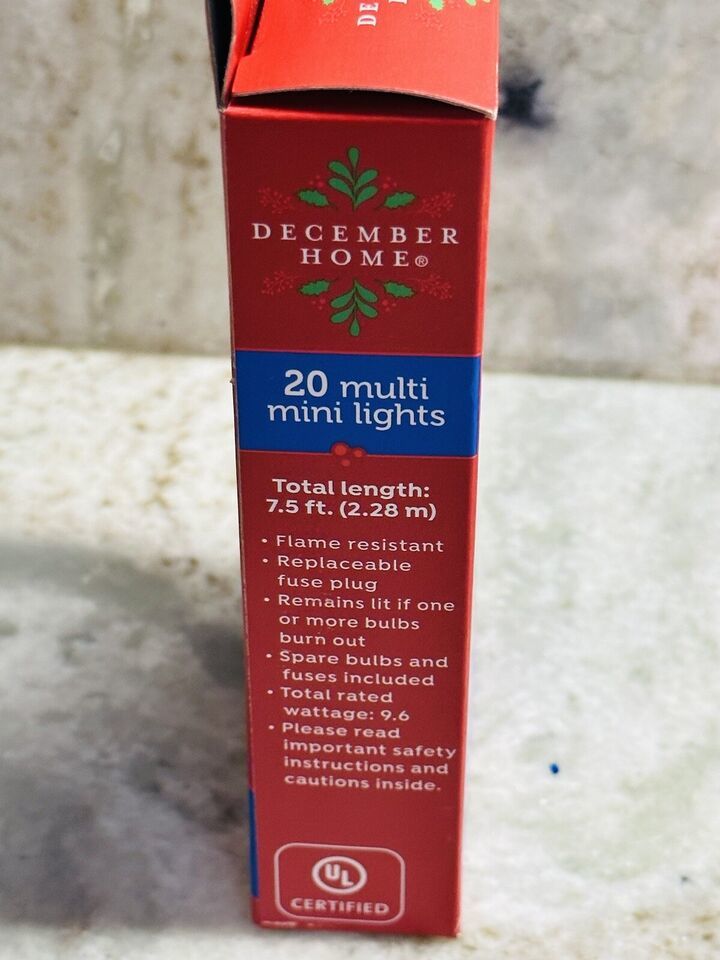 DECEMBER
HOME®
20 multi
mini lights
Total length:
7.5 ft. (2.28 m)
• Flame resistant
• Replaceable
fuse plug
• Remains lit if one
or more bulbs
burn out
• Spare bulbs and
fuses included
• Total rated
wattage: 9.6
• Please read
important safety
instructions and
cautions inside.
UL
CERTIFIED